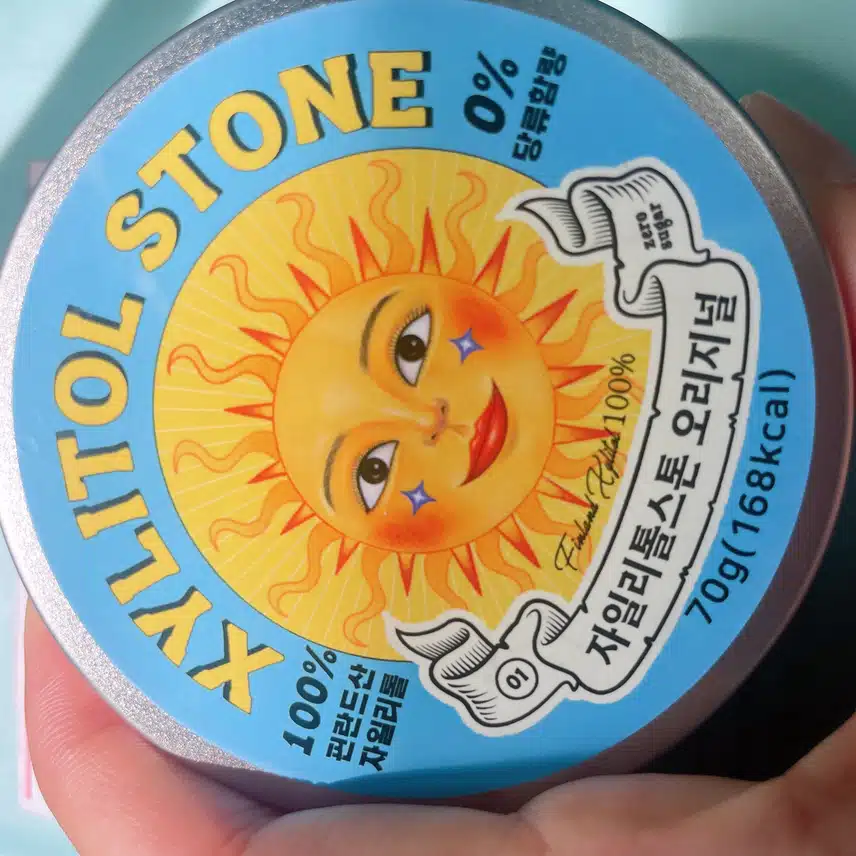 XYLITOL STONE
0%
당류함량
zero
sugar
Finland Xylitol 100%
자일리톨스톤 오리지널
70g(168kcal)
100%
핀란드산
자일리톨